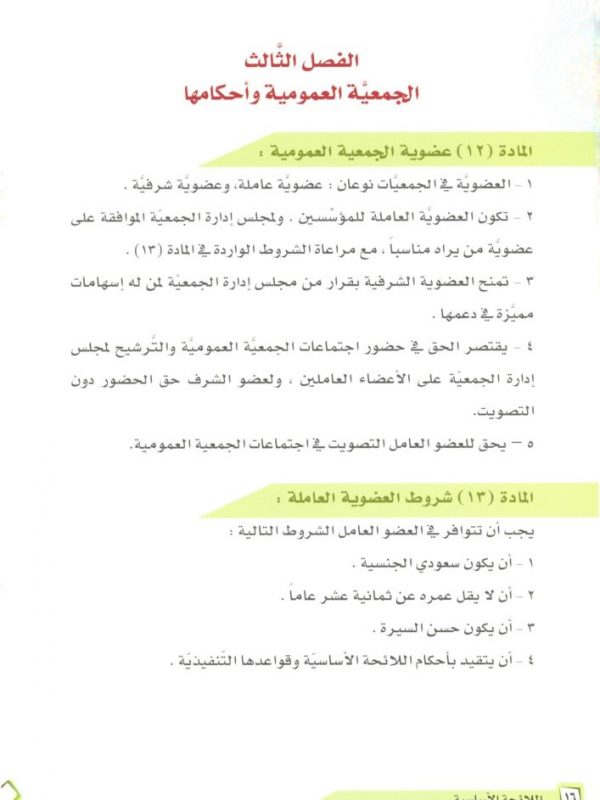 الفصل الثَّالث
الجمعيَّة العمومية وأحكامها
المادة (١٢) عضوية الجمعية العمومية :
١ - العضويَّة في الجمعيَّات نوعان : عضويَّة عاملة، وعضويَّة شرفيَّة .
٢ - تكون العضويَّة العاملة للمؤسِّسين . ولمجلس إدارة الجمعيَّة الموافقة على
عضويَّة من يراه مناسباً ، مع مراعاة الشروط الواردة في المادة (١٣) .
٣ - تمنح العضوية الشرفية بقرار من مجلس إدارة الجمعيَّة لمن له إسهامات
مميَّزة في دعمها .
٤ - يقتصر الحق في حضور اجتماعات الجمعيَّة العموميَّة والتَّرشيح لمجلس
إدارة الجمعيَّة على الأعضاء العاملين ، ولعضو الشرف حق الحضور دون
التصويت.
٥ – يحق للعضو العامل التصويت في اجتماعات الجمعية العمومية.
المادة (١٣) شروط العضوية العاملة :
يجب أن تتوافر في العضو العامل الشروط التالية :
١ - أن يكون سعودي الجنسية .
٢ - أن لا يقل عمره عن ثمانية عشر عاماً .
٣ - أن يكون حسن السيرة .
٤ - أن يتقيد بأحكام اللائحة الأساسيَّة وقواعدها التَّنفيذيَّة .
١٦ اللائحة الأساسية